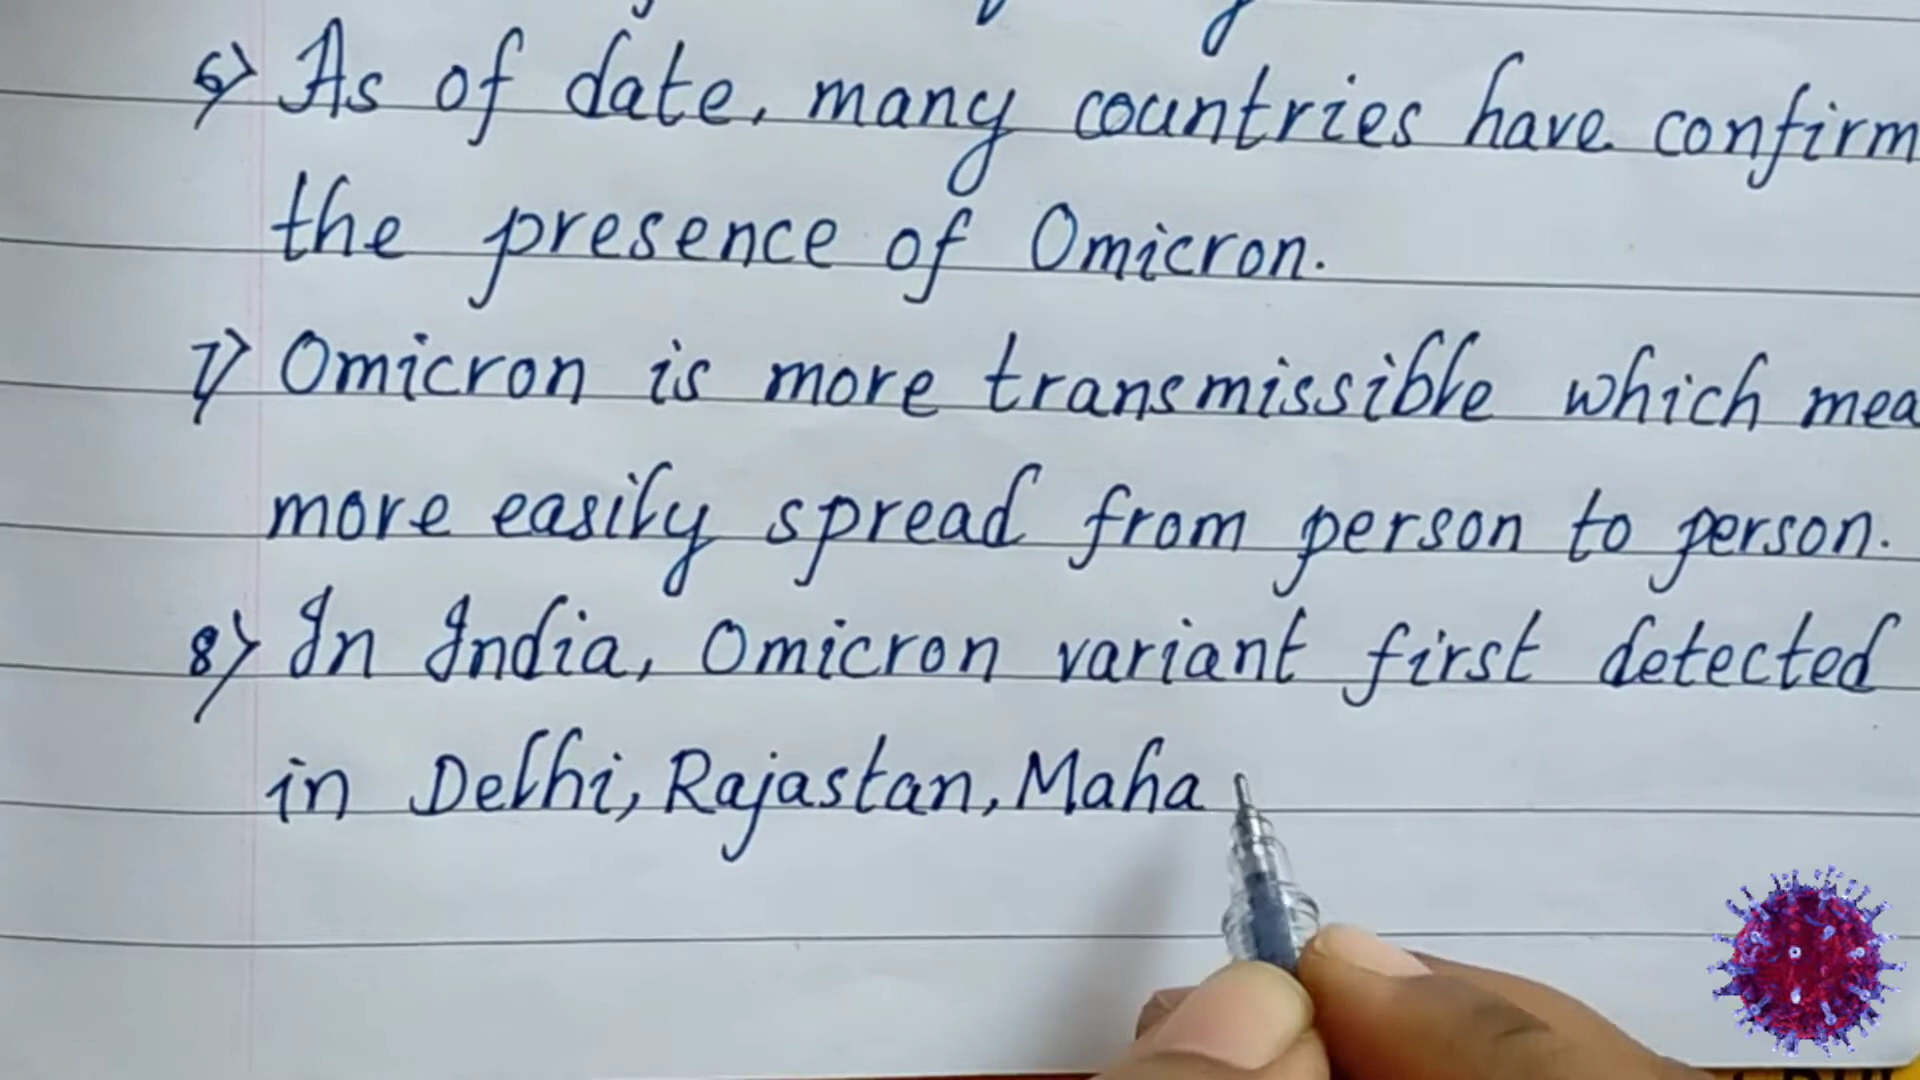 6) As of date, many countries have confirm
the presence of Omicron.
7) Omicron is more transmissible which mea
more easily spread from person to person.
8) In India, Omicron variant first detected
in Delhi, Rajastan, Maha